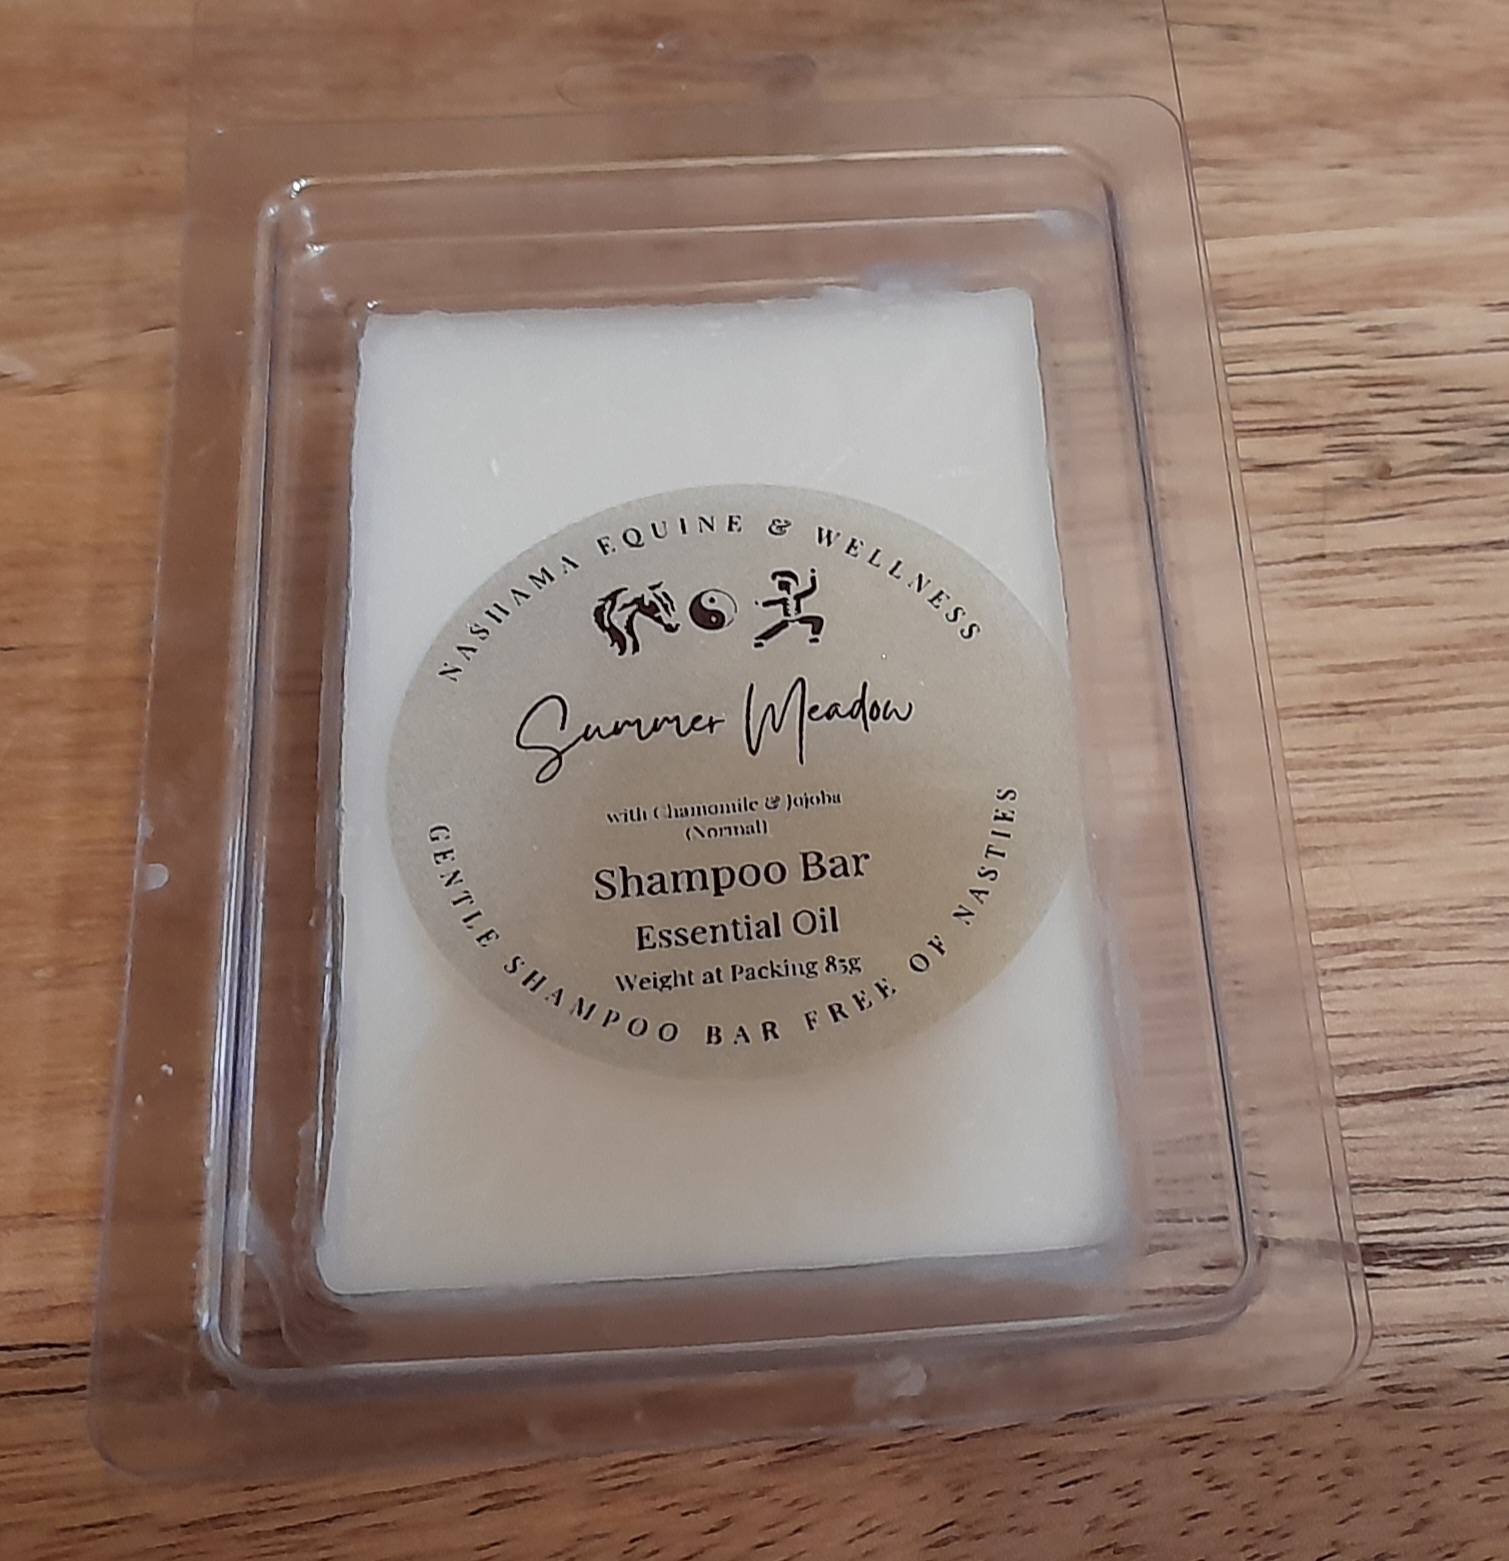 NASHAMA EQUINE & WELLNESS
Summer Meadow
with Chamomile & Jojoba
(Normal)
Shampoo Bar
Essential Oil
Weight at Packing 85g
GENTLE SHAMPOO BAR FREE OF NASTIES